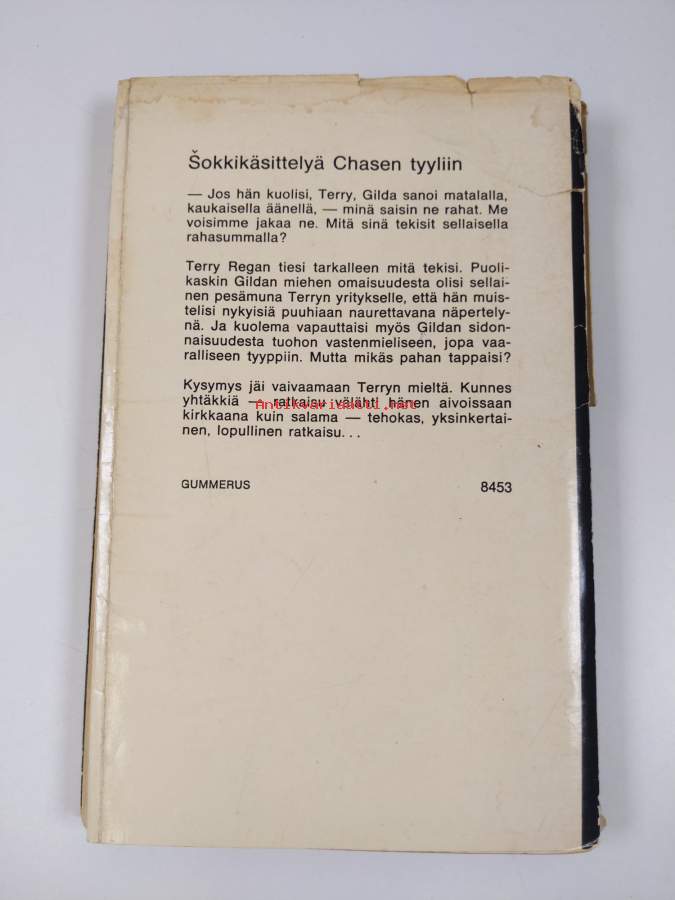 Šokkikäsittelyä Chasen tyyliin
— Jos hän kuolisi, Terry, Gilda sanoi matalalla,
kaukaisella äänellä, — minä saisin ne rahat. Me
voisimme jakaa ne. Mitä sinä tekisit sellaisella
rahasummalla?
Terry Regan tiesi tarkalleen mitä tekisi. Puoli-
kaskin Gildan miehen omaisuudesta olisi sellai-
nen pesämuna Terryn yritykselle, että hän muis-
telisi nykyisiä puuhiaan naurettavana näpertely-
nä. Ja kuolema vapauttaisi myös Gildan sidon-
naisuudesta tuohon vastenmieliseen, jopa vaa-
ralliseen tyyppiin. Mutta mikäs pahan tappaisi?
Kysymys jäi vaivaamaan Terryn mieltä. Kunnes
yhtäkkiä — ratkaisu välähti hänen aivoissaan
Antikvariaatti.net
kirkkaana kuin salama — tehokas, yksinkertai-
nen, lopullinen ratkaisu...
GUMMERUS 8453